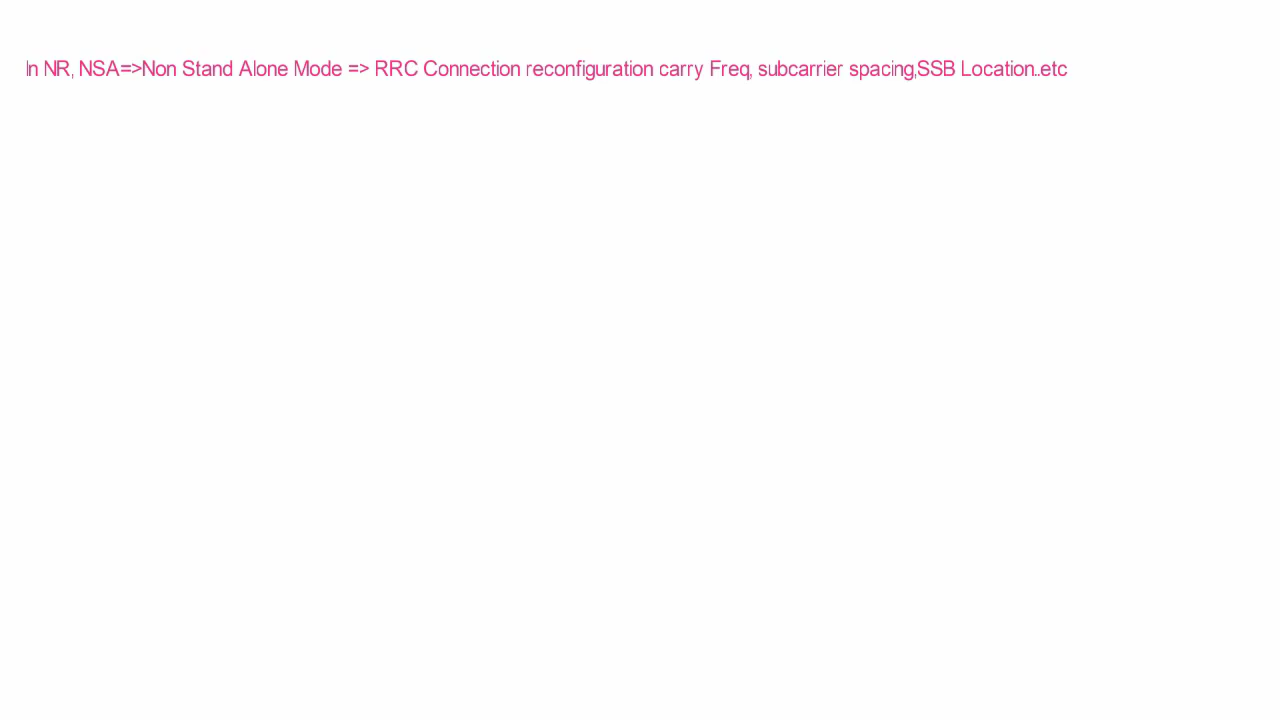 In NR, NSA=>Non Stand Alone Mode => RRC Connection reconfiguration carry Freq, subcarrier spacing,SSB Location..etc